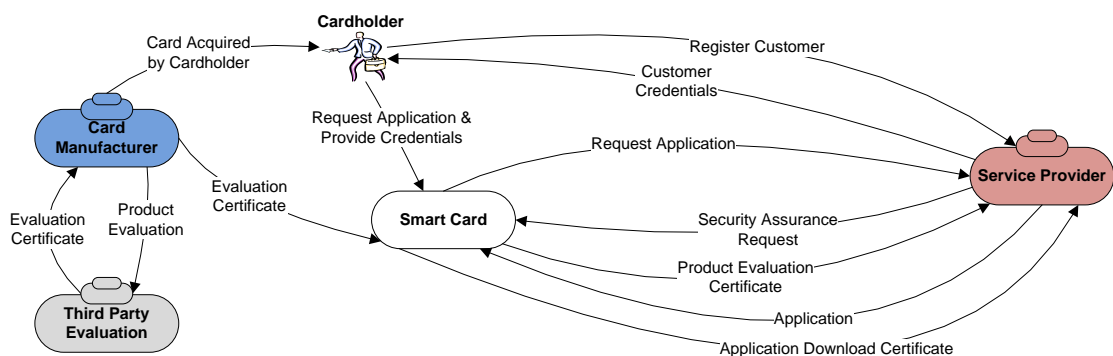 Cardholder
Card Acquired
by Cardholder
Register Customer
Customer
Credentials
Card
Manufacturer
Request Application &
Provide Credentials
Request Application
Service Provider
Evaluation
Certificate
Product
Evaluation
Evaluation
Certificate
Smart Card
Security Assurance
Request
Product Evaluation
Certificate
Third Party
Evaluation
Application
Application Download Certificate